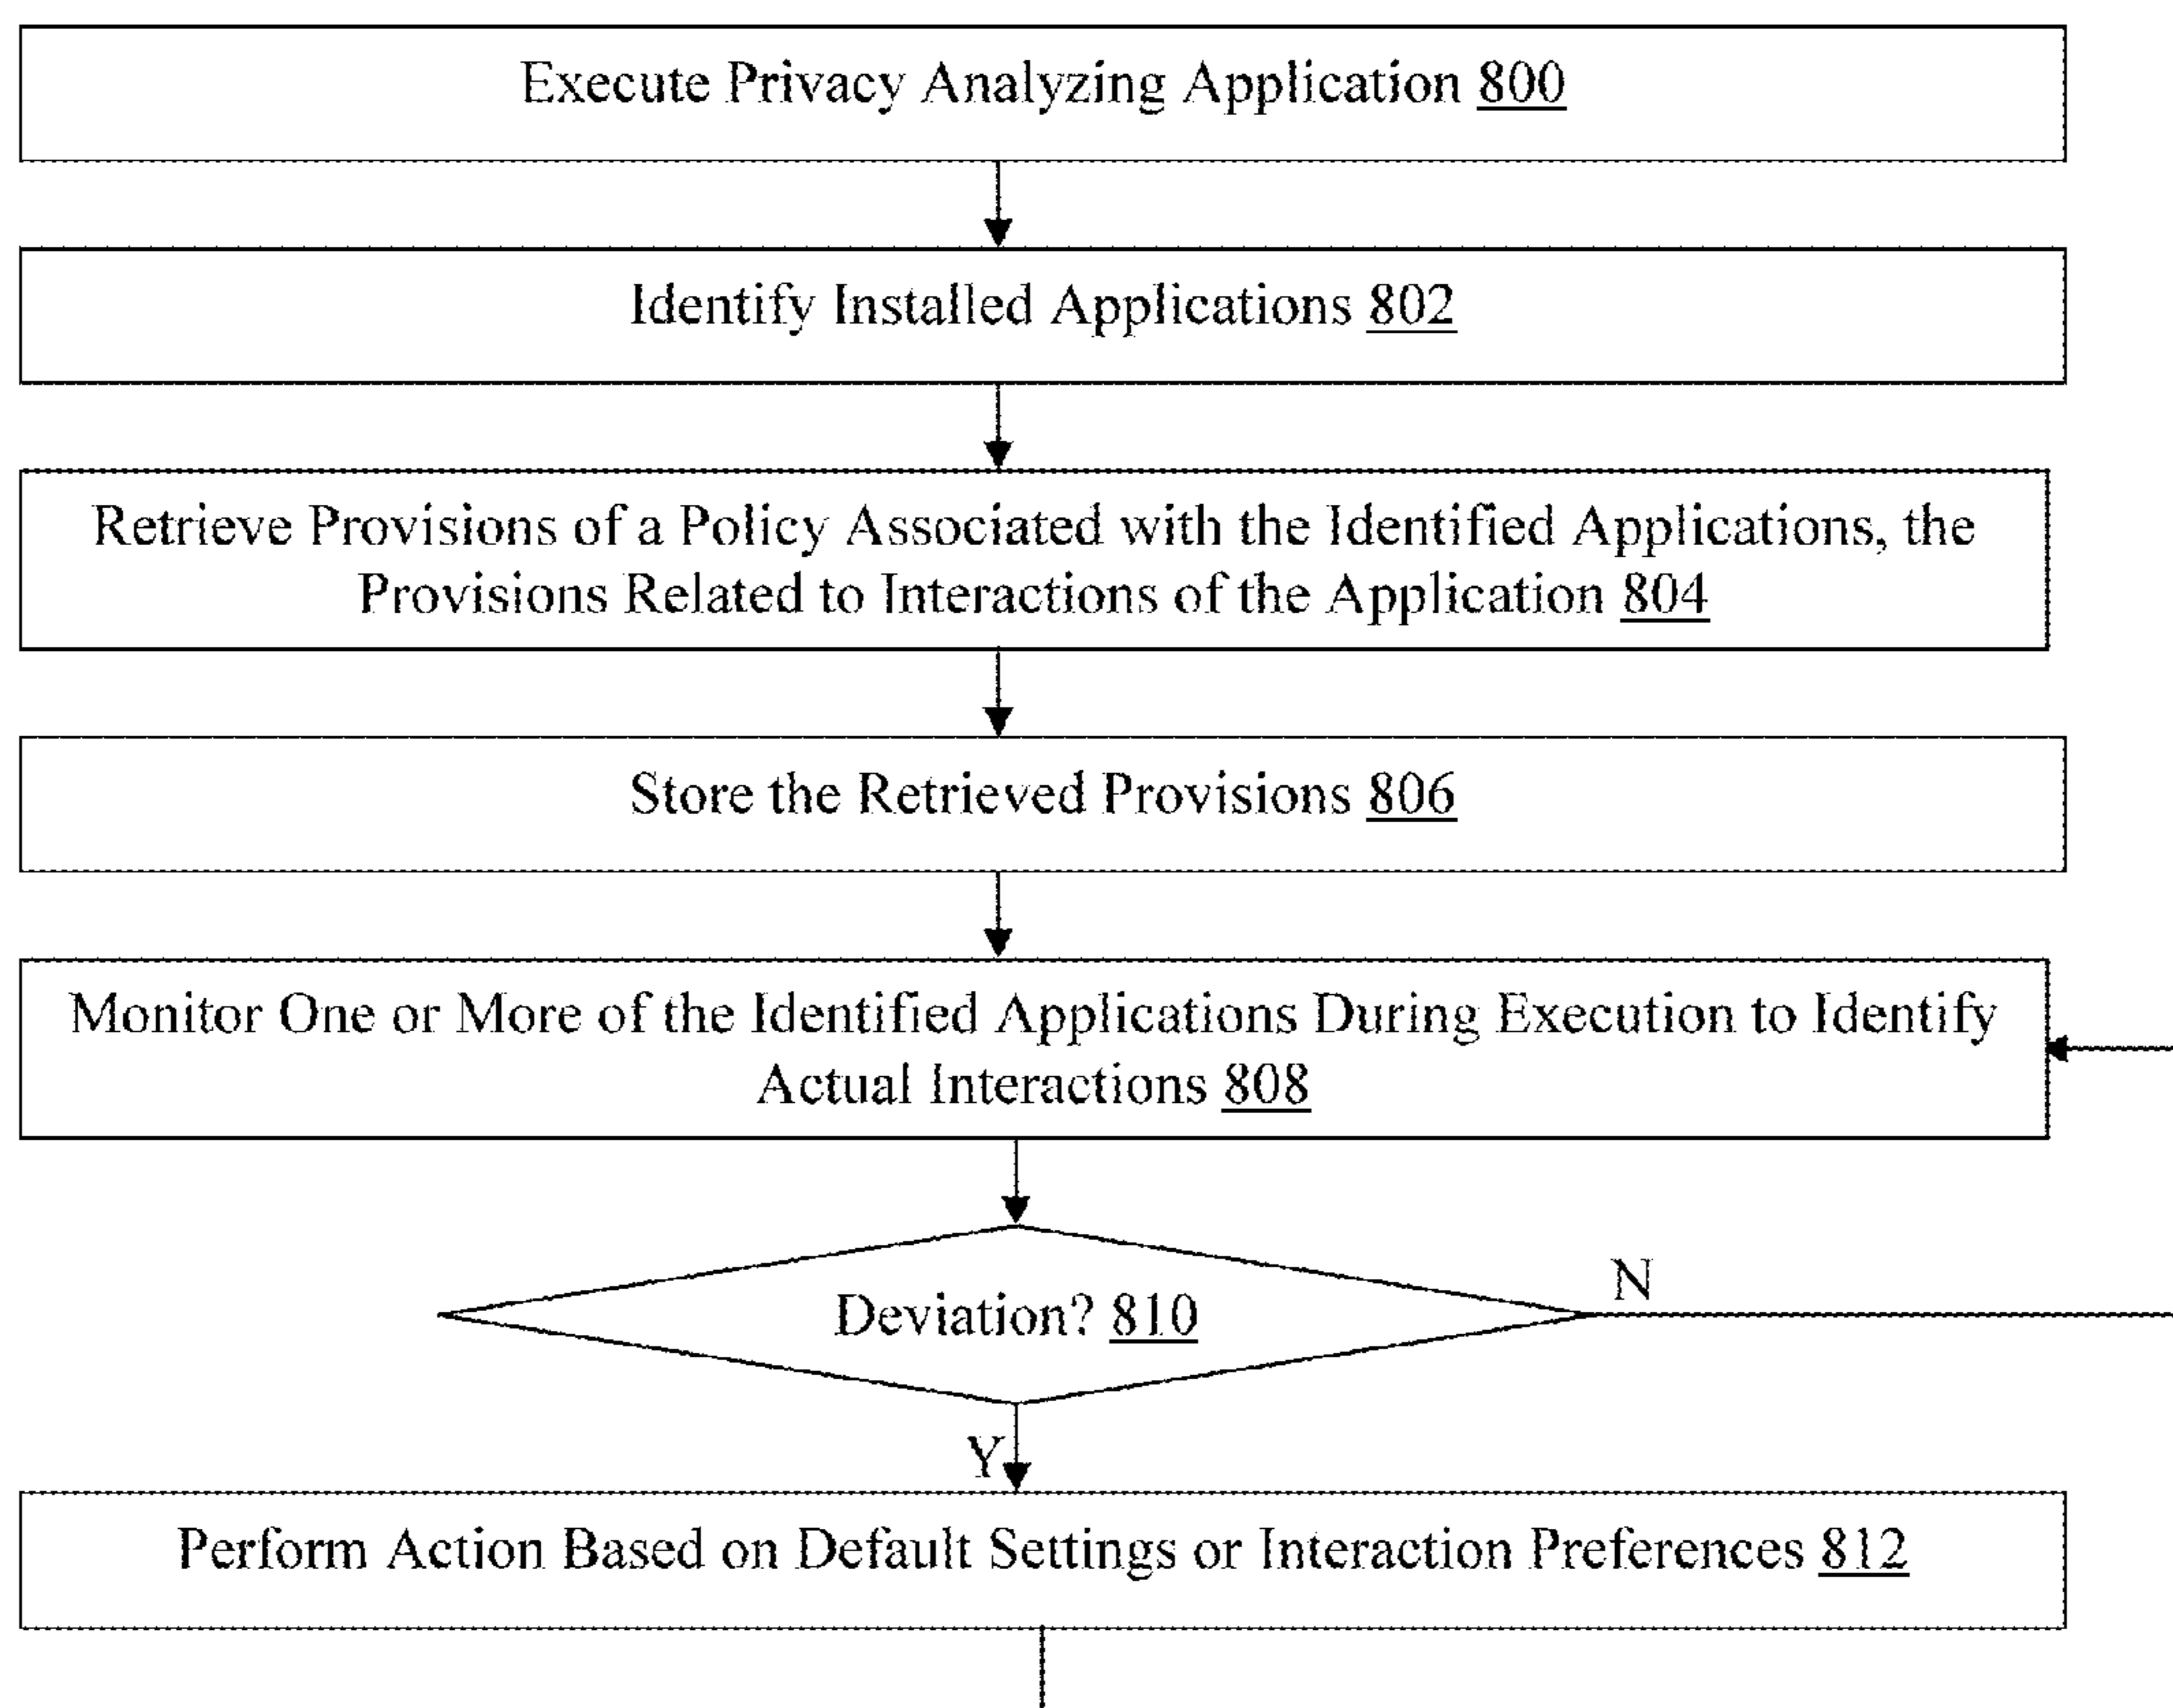 Execute Privacy Analyzing Application 800
Identify Installed Applications 802
Retrieve Provisions of a Policy Associated with the Identified Applications, the
Provisions Related to Interactions of the Application 804
Store the Retrieved Provisions 806
Monitor One or More of the Identified Applications During Execution to Identify
Actual Interactions 808
N
Deviation? 810
Y
Perform Action Based on Default Settings or Interaction Preferences 812